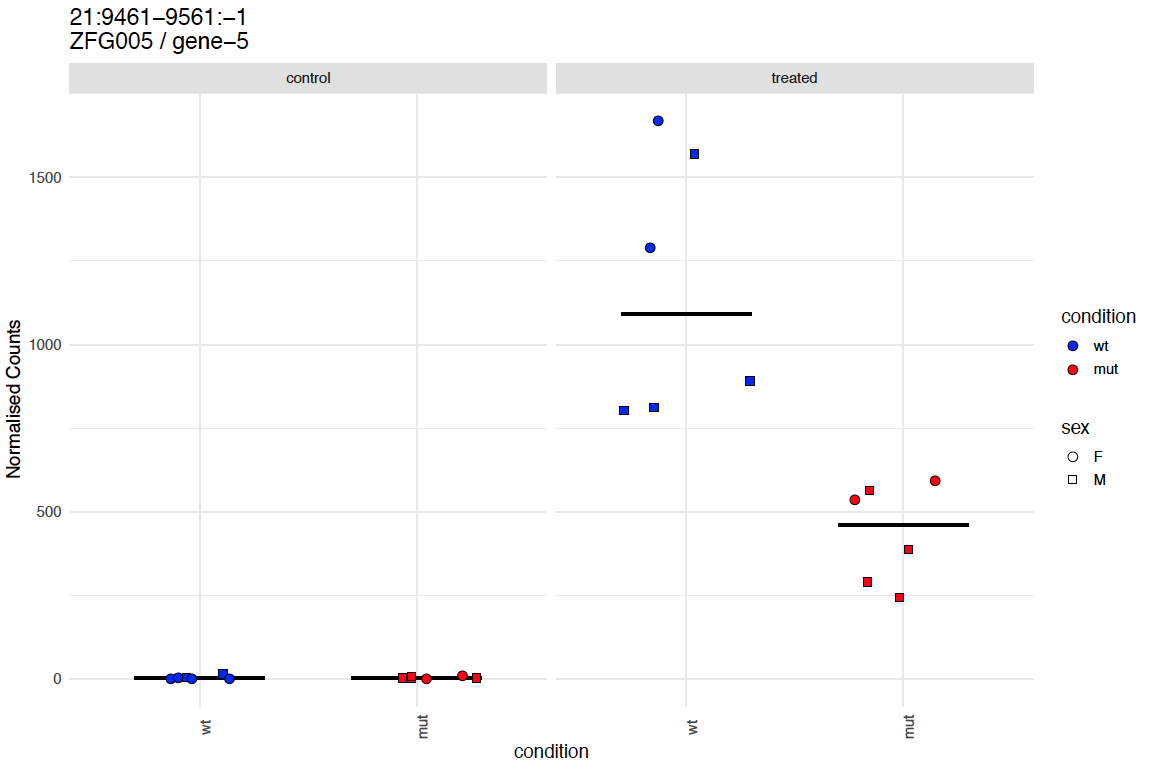 21:9461−9561:−1
ZFG005 / gene−5
control
treated
Normalised Counts
1500
1000
500
0
wt
mut
wt
mut
condition
condition
wt
mut
sex
F
M